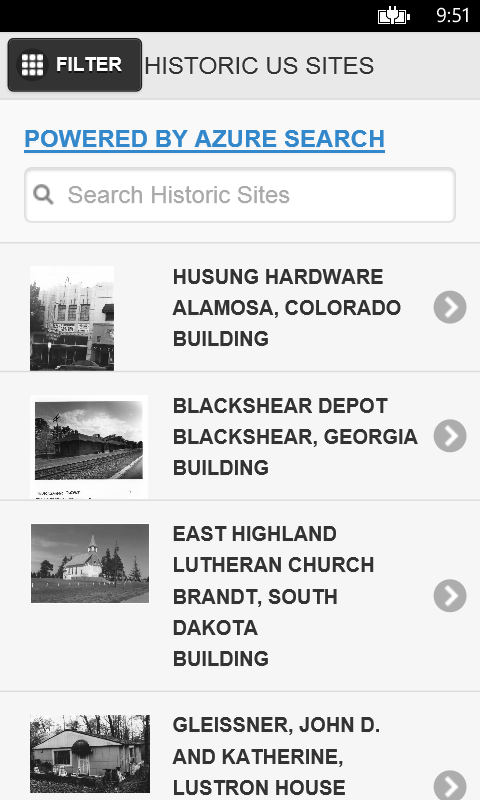 9:51
FILTER
HISTORIC US SITES
POWERED BY AZURE SEARCH
Search Historic Sites
HUSUNG HARDWARE
ALAMOSA, COLORADO
BUILDING
BLACKSHEAR DEPOT
BLACKSHEAR, GEORGIA
BUILDING
EAST HIGHLAND
LUTHERAN CHURCH
BRANDT, SOUTH
DAKOTA
BUILDING
GLEISSNER, JOHN D.
AND KATHERINE,
LUSTRON HOUSE